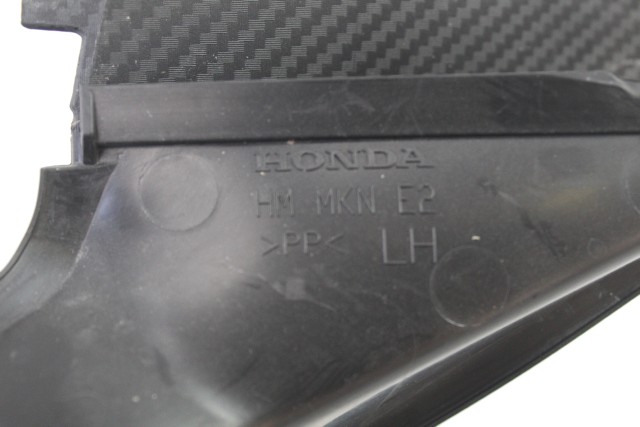 HONDA
HM MKN E2
>PP< LH